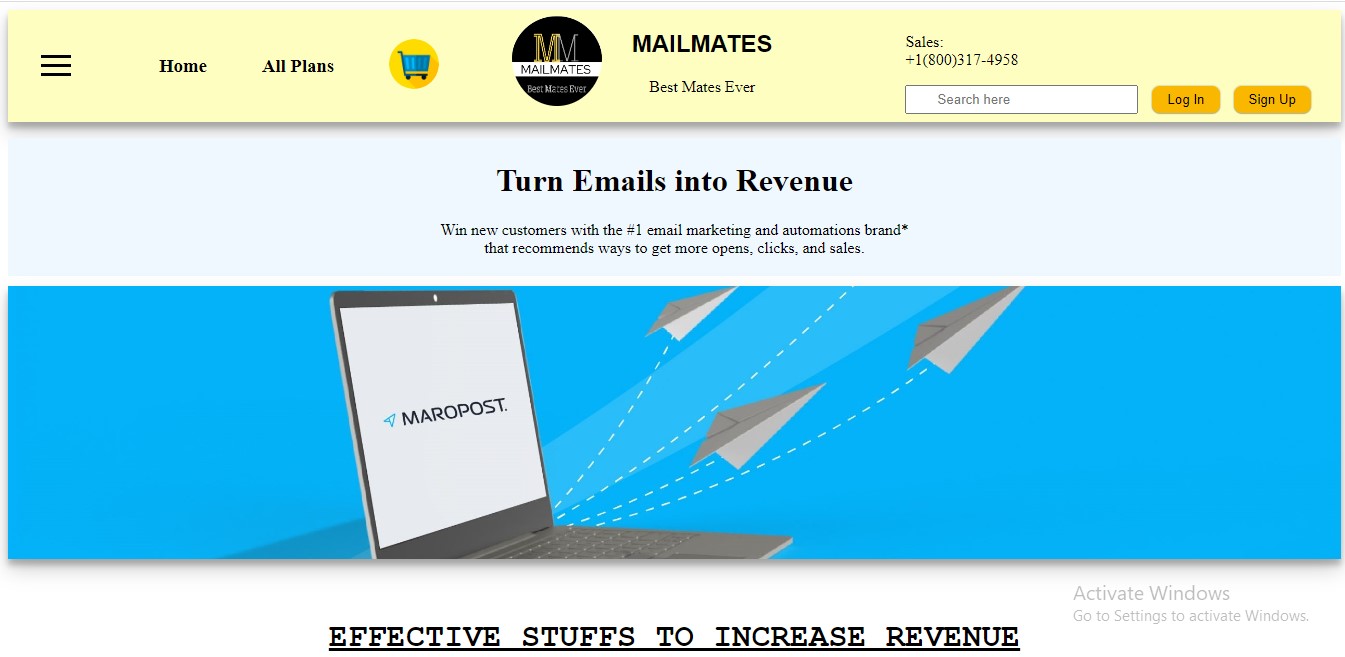 Home
All Plans
MM
MAILMATES
Best Mates Ever
MAILMATES
Best Mates Ever
Sales:
+1(800)317-4958
Search here
Log In
Sign Up
Turn Emails into Revenue
Win new customers with the #1 email marketing and automations brand*
that recommends ways to get more opens, clicks, and sales.
MAROPOST.
Activate Windows
Go to Settings to activate Windows.
EFFECTIVE STUFFS TO INCREASE REVENUE